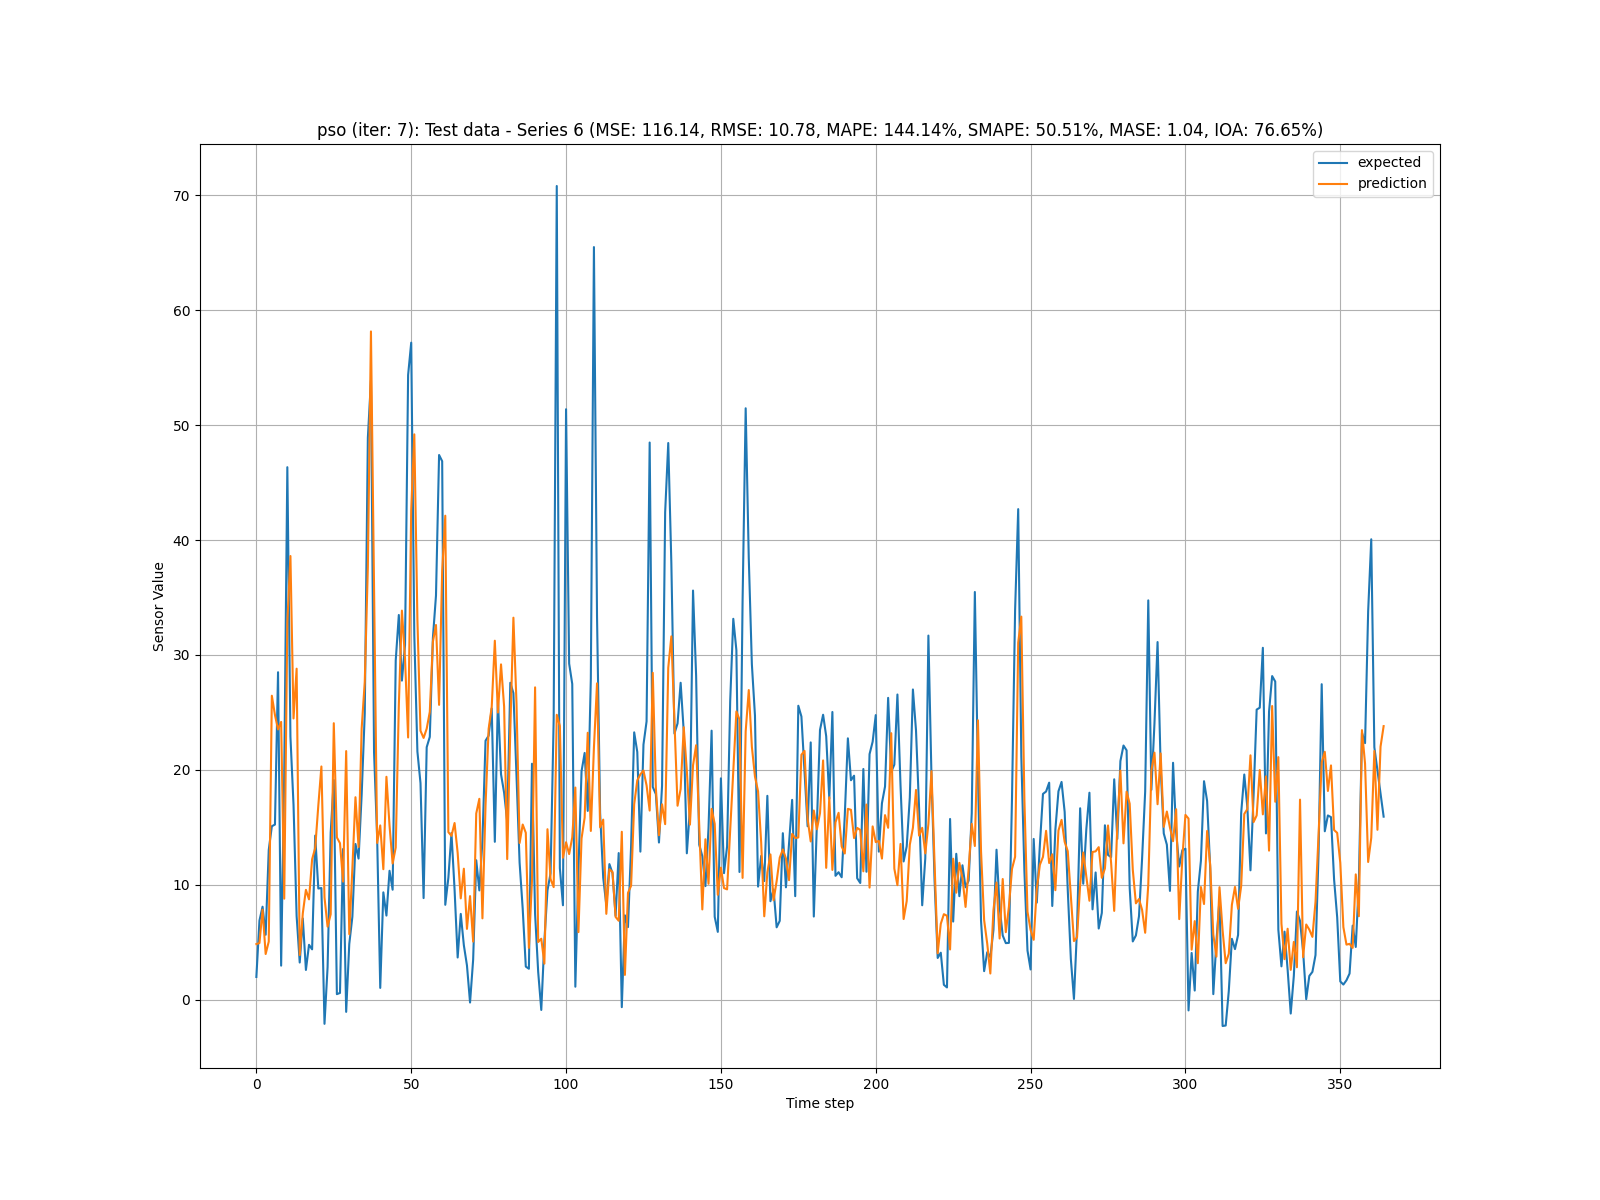 pso (iter: 7): Test data - Series 6 (MSE: 116.14, RMSE: 10.78, MAPE: 144.14%, SMAPE: 50.51%, MASE: 1.04, IOA: 76.65%)
expected
prediction
70
60
50
40
30
20
10
0
Sensor Value
0 50 100 150 200 250 300 350
Time step